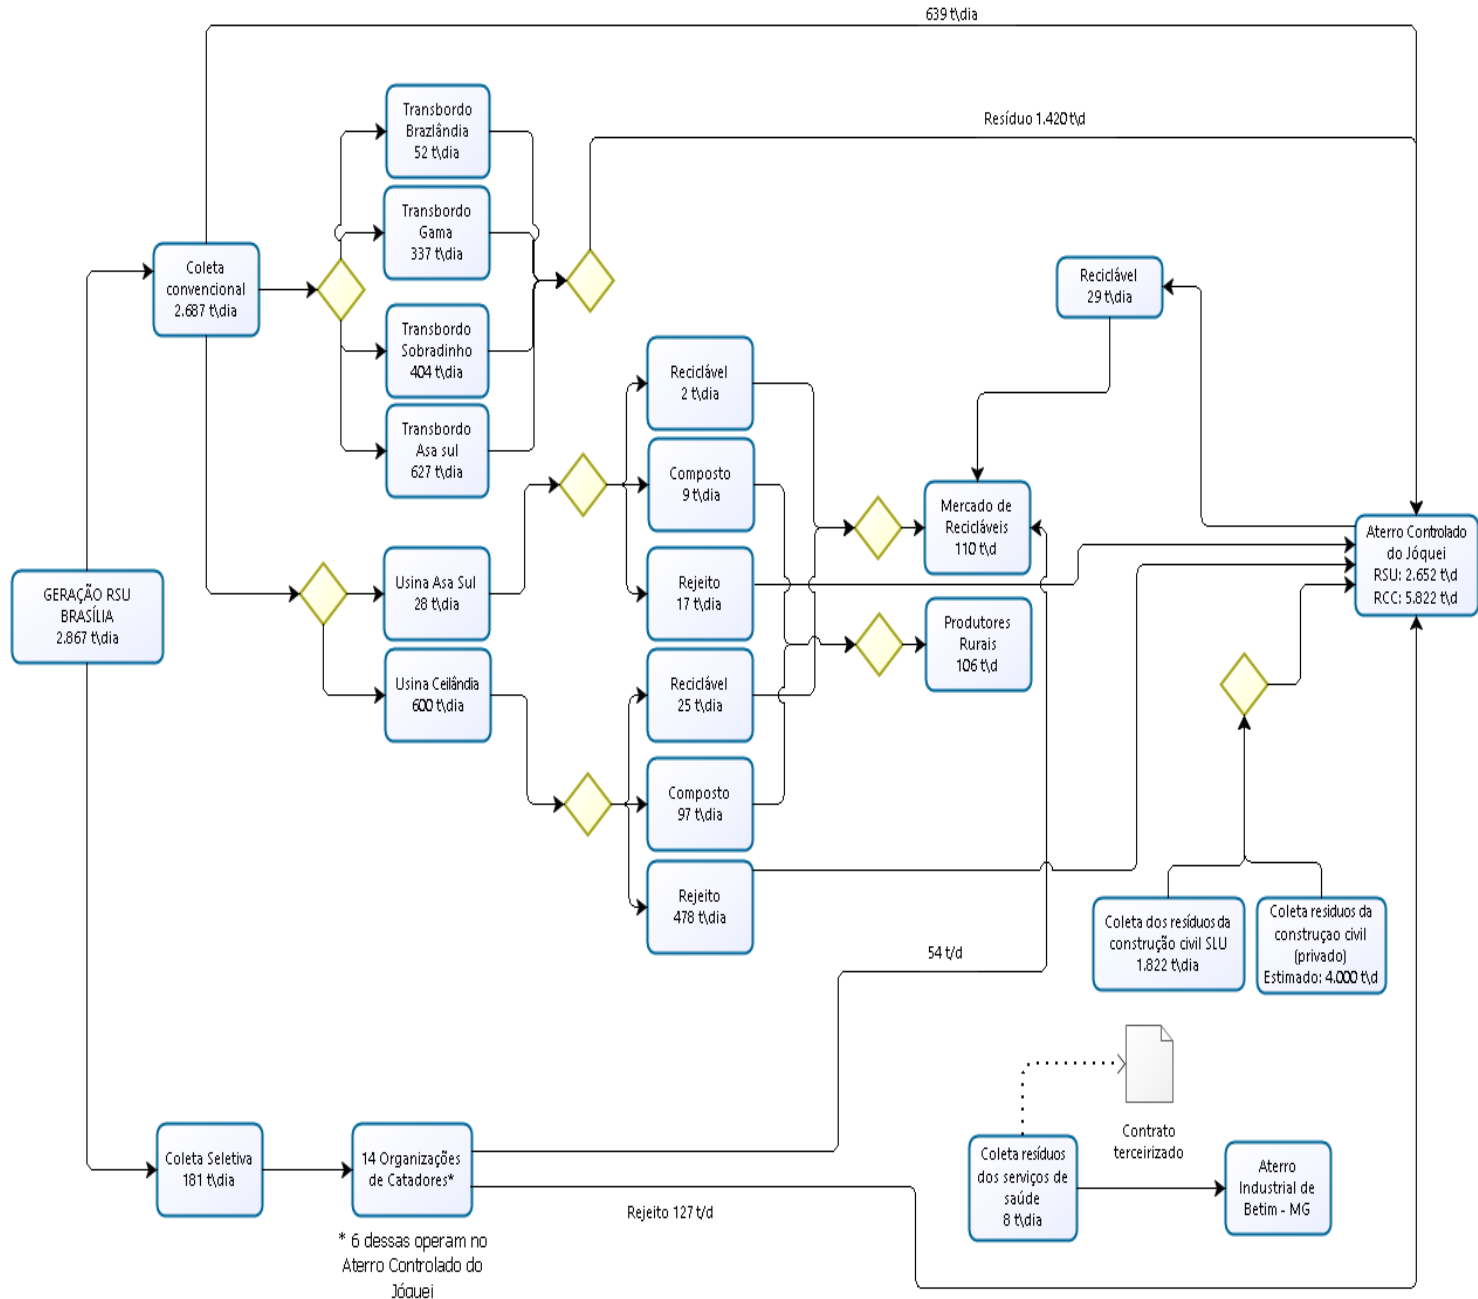 639 t\dia
Resíduo 1.420 t\d
Transbordo
Brazlândia
52 t\dia
Transbordo
Gama
337 t\dia
Coleta
convencional
2.687 t\dia
Transbordo
Sobradinho
404 t\dia
Transbordo
Asa sul
627 t\dia
Reciclável
29 t\dia
Reciclável
2 t\dia
Composto
9 t\dia
Rejeito
17 t\dia
Mercado de
Recicláveis
110 t\d
Aterro Controlado
do Jóquei
RSU: 2.652 t\d
RCC: 5.822 t\d
GERAÇÃO RSU
BRASÍLIA
2.867 t\dia
Usina Asa Sul
28 t\dia
Usina Ceilândia
600 t\dia
Produtores
Rurais
106 t\d
Reciclável
25 t\dia
Composto
97 t\dia
Rejeito
478 t\dia
Coleta dos resíduos da
construção civil SLU
1.822 t\dia
Coleta residuos da
construçao civil
(privado)
Estimado: 4.000 t\d
54 t/d
Coleta Seletiva
181 t\dia
14 Organizações
de Catadores*
Rejeito 127 t/d
* 6 dessas operam no
Aterro Controlado do
Jóquei
Contrato
terceirizado
Coleta resíduos
dos serviços de
saúde
8 t\dia
Aterro
Industrial de
Betim - MG